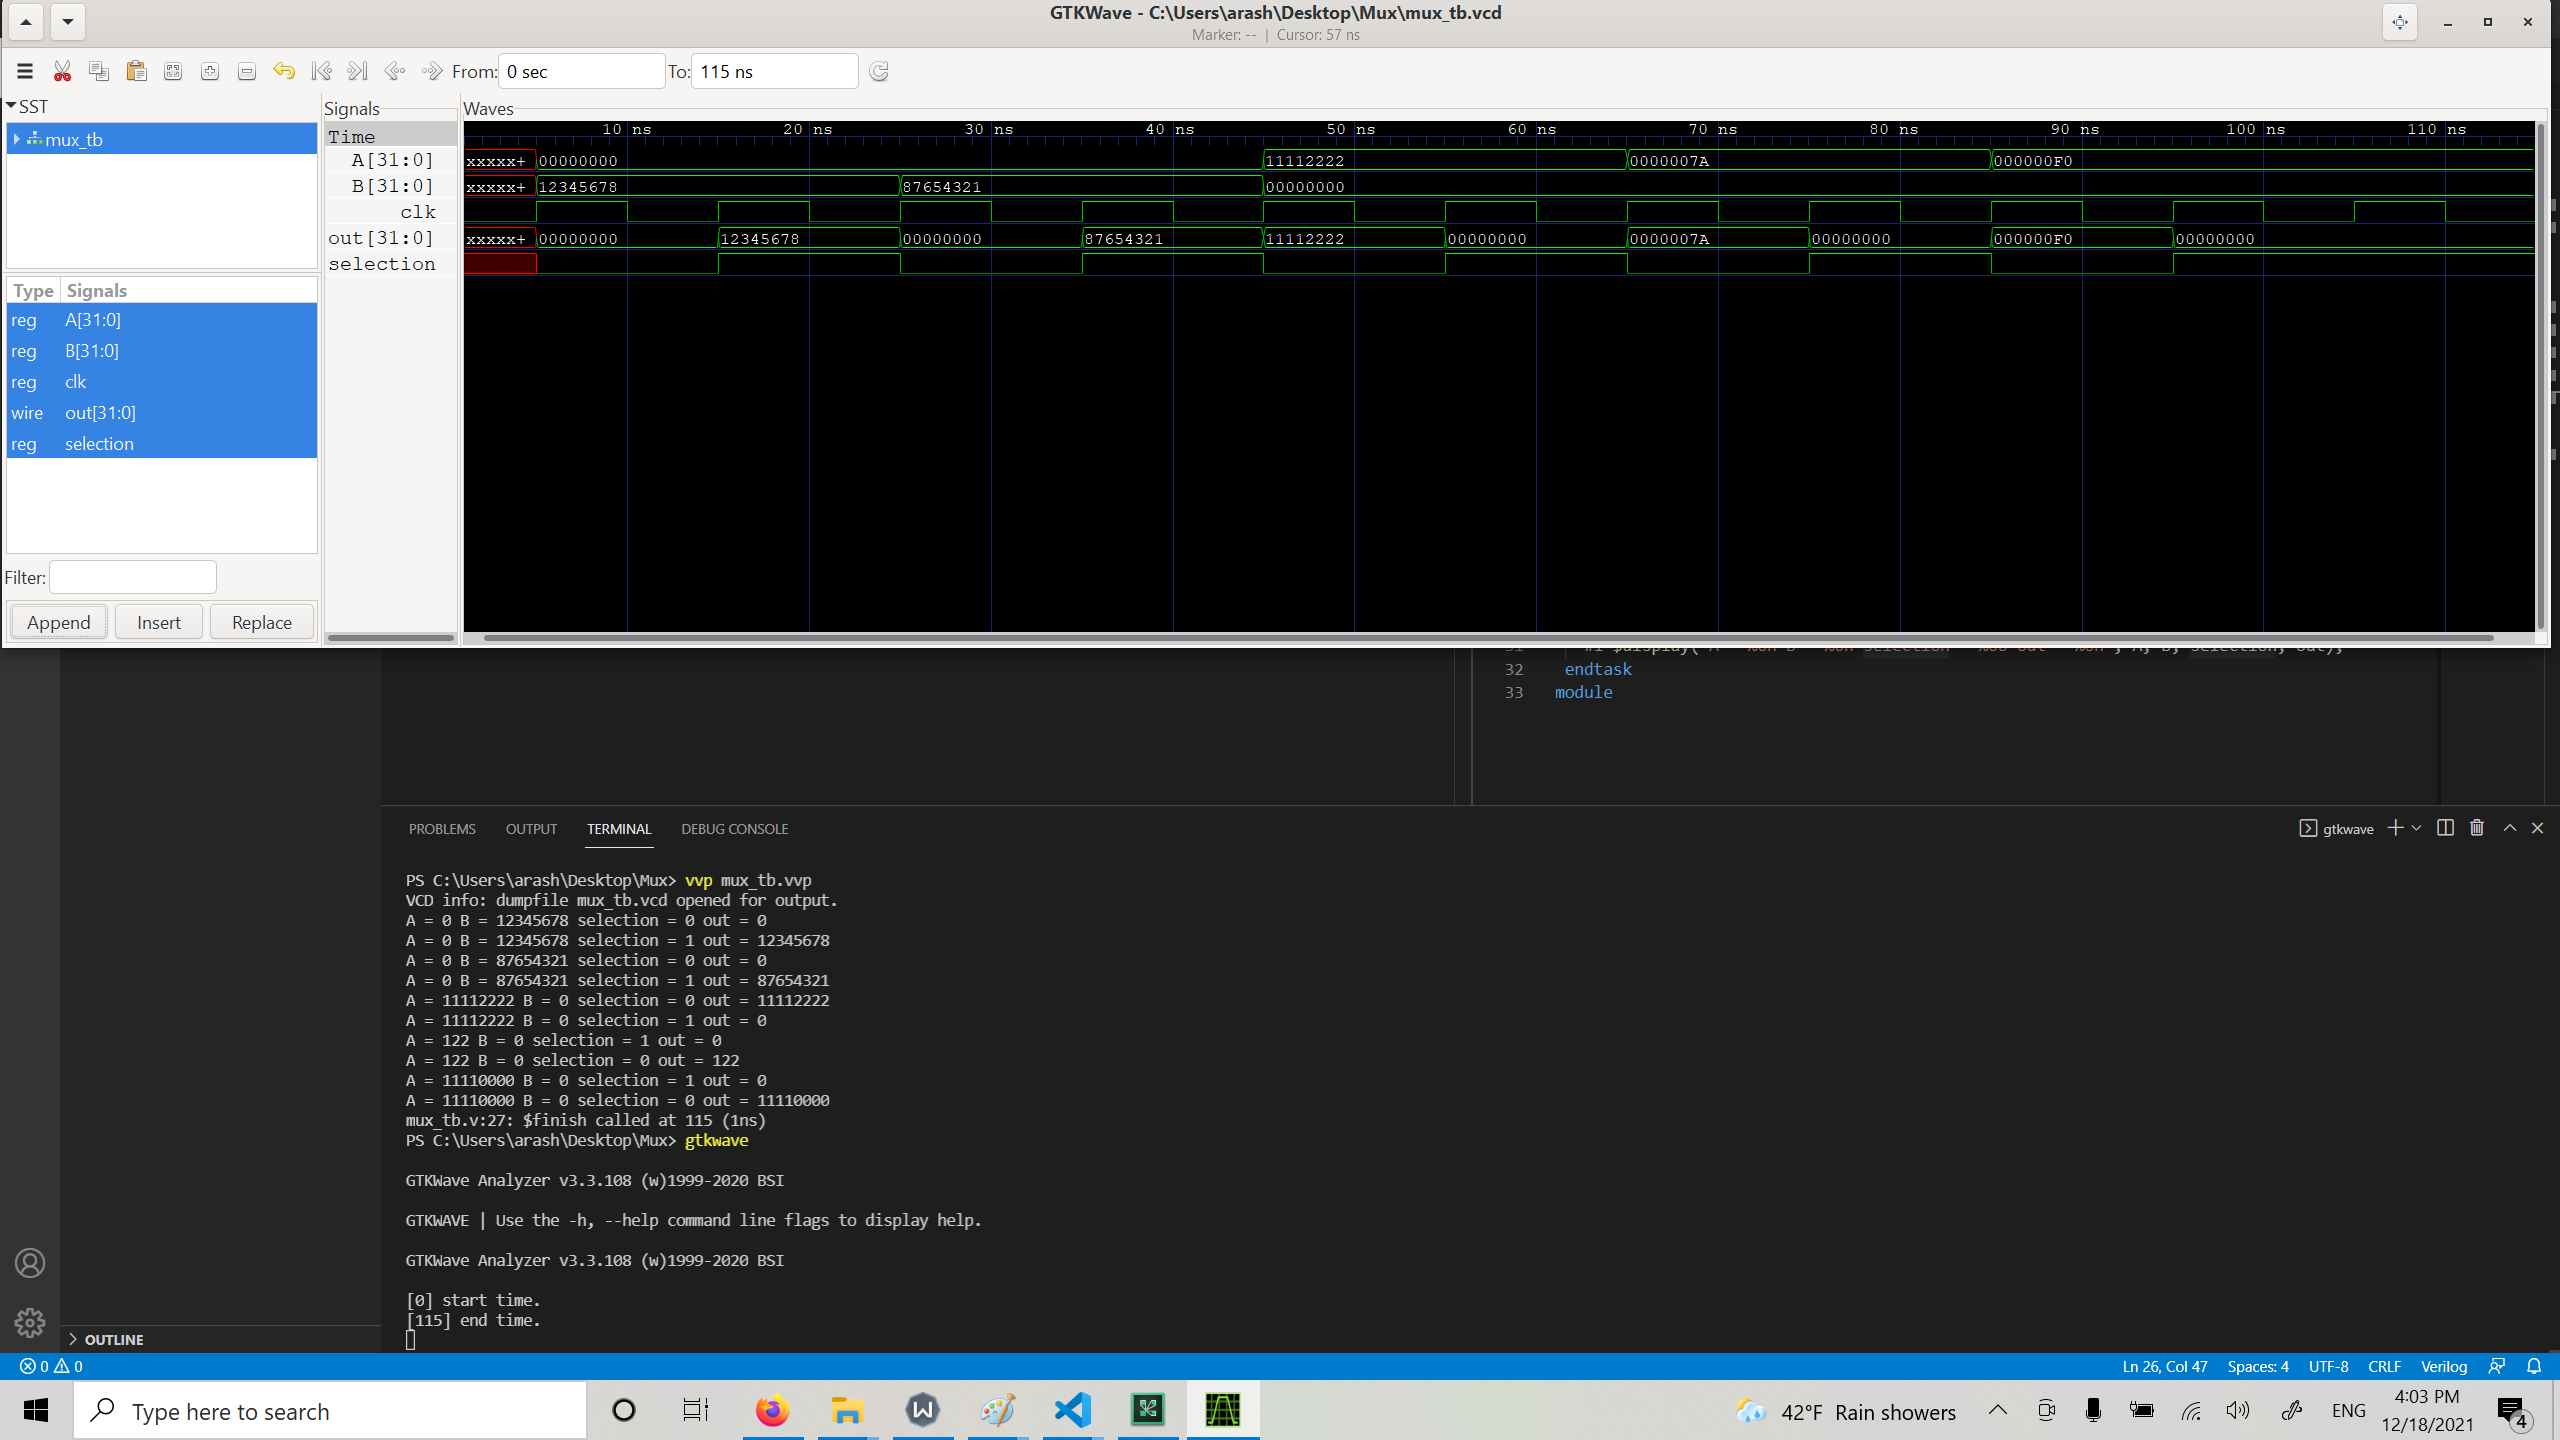 GTKWave - C:\Users\arash\Desktop\Mux\mux_tb.vcd
Marker: -- | Cursor: 57 ns
From: 0 sec To: 115 ns
SST
mux_tb
Type Signals
reg A[31:0]
reg B[31:0]
reg clk
wire out[31:0]
reg selection
Filter:
Append Insert Replace
Signals
Time
A[31:0]
B[31:0]
clk
out[31:0]
selection
Waves
10 ns 20 ns 30 ns 40 ns 50 ns 60 ns 70 ns 80 ns 90 ns 100 ns 110 ns
xxxxx+ 00000000 11112222 0000007A 000000F0
xxxxx+ 12345678 87654321 00000000
xxxxx+ 00000000 12345678 00000000 87654321 11112222 00000000 0000007A 00000000 000000F0 00000000
32 endtask
33 module
PROBLEMS OUTPUT TERMINAL DEBUG CONSOLE
gtkwave
PS C:\Users\arash\Desktop\Mux> vvp mux_tb.vvp
VCD info: dumpfile mux_tb.vcd opened for output.
A = 0 B = 12345678 selection = 0 out = 0
A = 0 B = 12345678 selection = 1 out = 12345678
A = 0 B = 87654321 selection = 0 out = 0
A = 0 B = 87654321 selection = 1 out = 87654321
A = 11112222 B = 0 selection = 0 out = 11112222
A = 11112222 B = 0 selection = 1 out = 0
A = 122 B = 0 selection = 1 out = 0
A = 122 B = 0 selection = 0 out = 122
A = 11110000 B = 0 selection = 1 out = 0
A = 11110000 B = 0 selection = 0 out = 11110000
mux_tb.v:27: $finish called at 115 (1ns)
PS C:\Users\arash\Desktop\Mux> gtkwave
GTKWave Analyzer v3.3.108 (w)1999-2020 BSI
GTKWAVE | Use the -h, --help command line flags to display help.
GTKWave Analyzer v3.3.108 (w)1999-2020 BSI
[0] start time.
[115] end time.
OUTLINE
0 0
Ln 26, Col 47 Spaces: 4 UTF-8 CRLF Verilog
Type here to search
42°F Rain showers
ENG
4:03 PM
12/18/2021
4